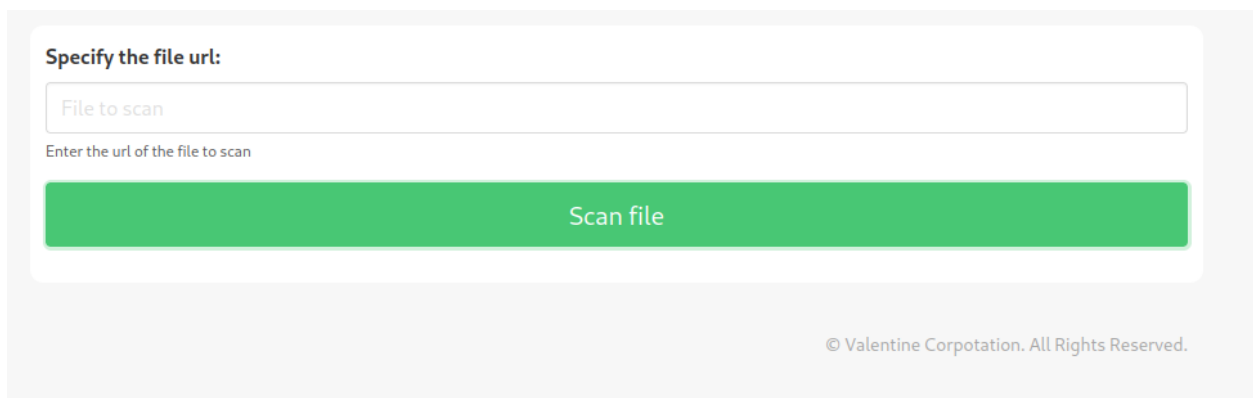 Specify the file url:
File to scan
Enter the url of the file to scan
Scan file
© Valentine Corpotation. All Rights Reserved.